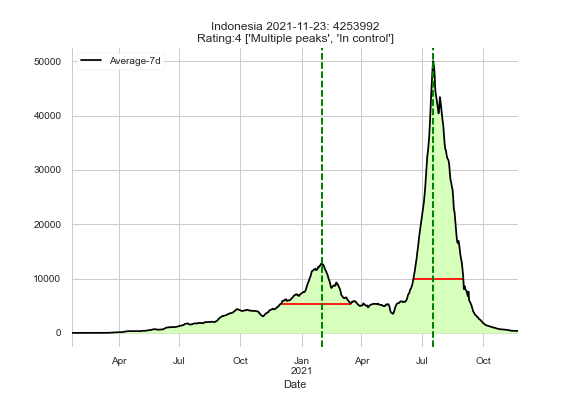 Indonesia 2021-11-23: 4253992
Rating:4 ['Multiple peaks', 'In control']
Average-7d
50000
40000
30000
20000
10000
0
Apr Jul Oct Jan Apr Jul Oct
2021
Date